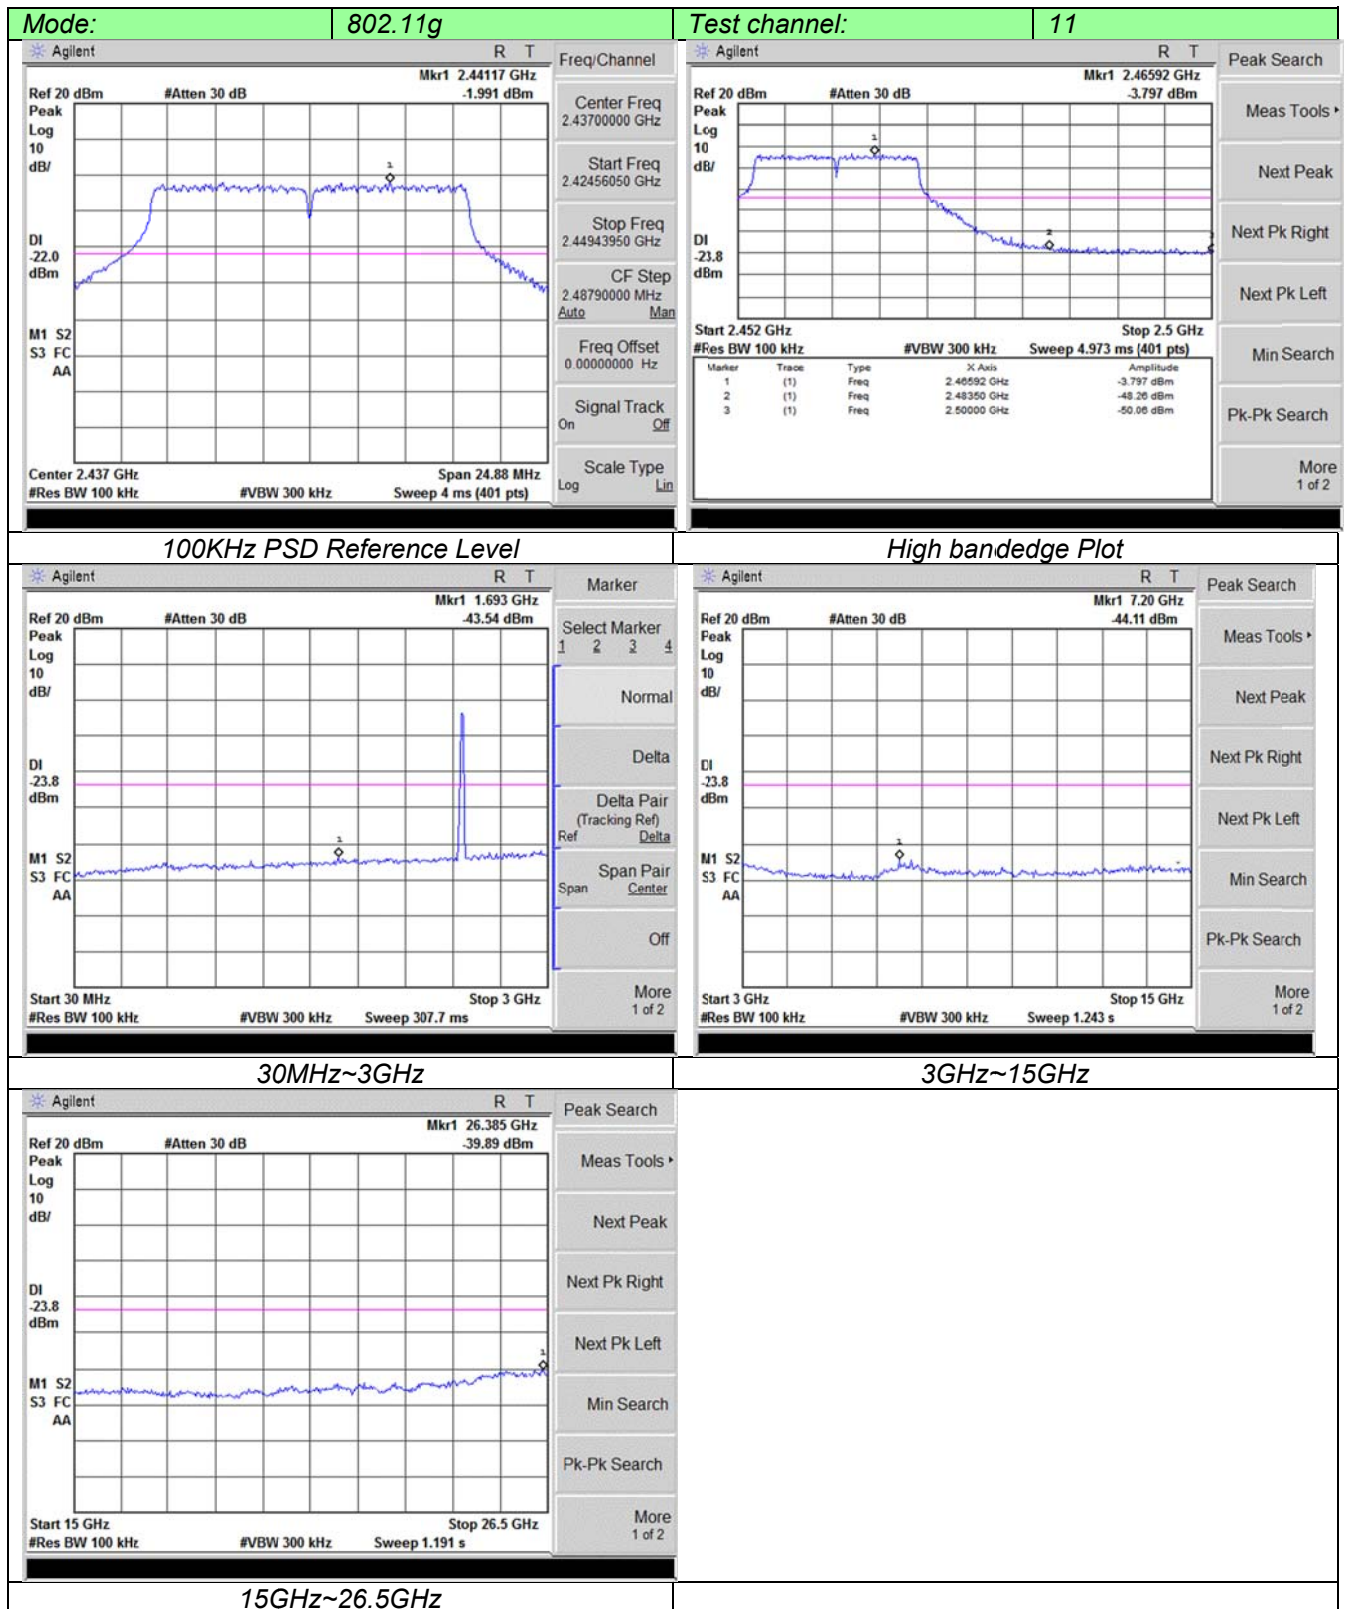 Mode: 802.11g Test channel: 11
Agilent R T
Mkr1 2.44117 GHz
Ref 20 dBm #Atten 30 dB -1.991 dBm
Peak
Log
10
dB/
1
DI
-22.0
dBm
M1 S2
S3 FC
AA
Center 2.437 GHz Span 24.88 MHz
#Res BW 100 kHz #VBW 300 kHz Sweep 4 ms (401 pts)
Freq/Channel
Center Freq
2.43700000 GHz
Start Freq
2.42456050 GHz
Stop Freq
2.44943950 GHz
CF Step
2.48790000 MHz
Auto Man
Freq Offset
0.00000000 Hz
Signal Track
On Off
Scale Type
Log Lin
Agilent R T
Mkr1 2.46592 GHz
Ref 20 dBm #Atten 30 dB -3.797 dBm
Peak
Log
10
dB/
1
2
DI
-23.8
dBm
Start 2.452 GHz Stop 2.5 GHz
#Res BW 100 kHz #VBW 300 kHz Sweep 4.973 ms (401 pts)
Marker Trace Type X Axis Amplitude
1 (1) Freq 2.46592 GHz -3.797 dBm
2 (1) Freq 2.48350 GHz -48.26 dBm
3 (1) Freq 2.50000 GHz -50.06 dBm
Peak Search
Meas Tools
Next Peak
Next Pk Right
Next Pk Left
Min Search
Pk-Pk Search
More
1 of 2
100KHz PSD Reference Level High bandedge Plot
Agilent R T
Mkr1 1.693 GHz
Ref 20 dBm #Atten 30 dB -43.54 dBm
Peak
Log
10
dB/
1
DI
-23.8
dBm
M1 S2
S3 FC
AA
Start 30 MHz Stop 3 GHz
#Res BW 100 kHz #VBW 300 kHz Sweep 307.7 ms
Marker
Select Marker
1 2 3 4
Normal
Delta
Delta Pair
(Tracking Ref)
Ref Delta
Span Pair
Span Center
Off
More
1 of 2
Agilent R T
Mkr1 7.20 GHz
Ref 20 dBm #Atten 30 dB -44.11 dBm
Peak
Log
10
dB/
1
DI
-23.8
dBm
M1 S2
S3 FC
AA
Start 3 GHz Stop 15 GHz
#Res BW 100 kHz #VBW 300 kHz Sweep 1.243 s
Peak Search
Meas Tools
Next Peak
Next Pk Right
Next Pk Left
Min Search
Pk-Pk Search
More
1 of 2
30MHz~3GHz 3GHz~15GHz
Agilent R T
Mkr1 26.385 GHz
Ref 20 dBm #Atten 30 dB -39.89 dBm
Peak
Log
10
dB/
1
DI
-23.8
dBm
M1 S2
S3 FC
AA
Start 15 GHz Stop 26.5 GHz
#Res BW 100 kHz #VBW 300 kHz Sweep 1.191 s
Peak Search
Meas Tools
Next Peak
Next Pk Right
Next Pk Left
Min Search
Pk-Pk Search
More
1 of 2
15GHz~26.5GHz